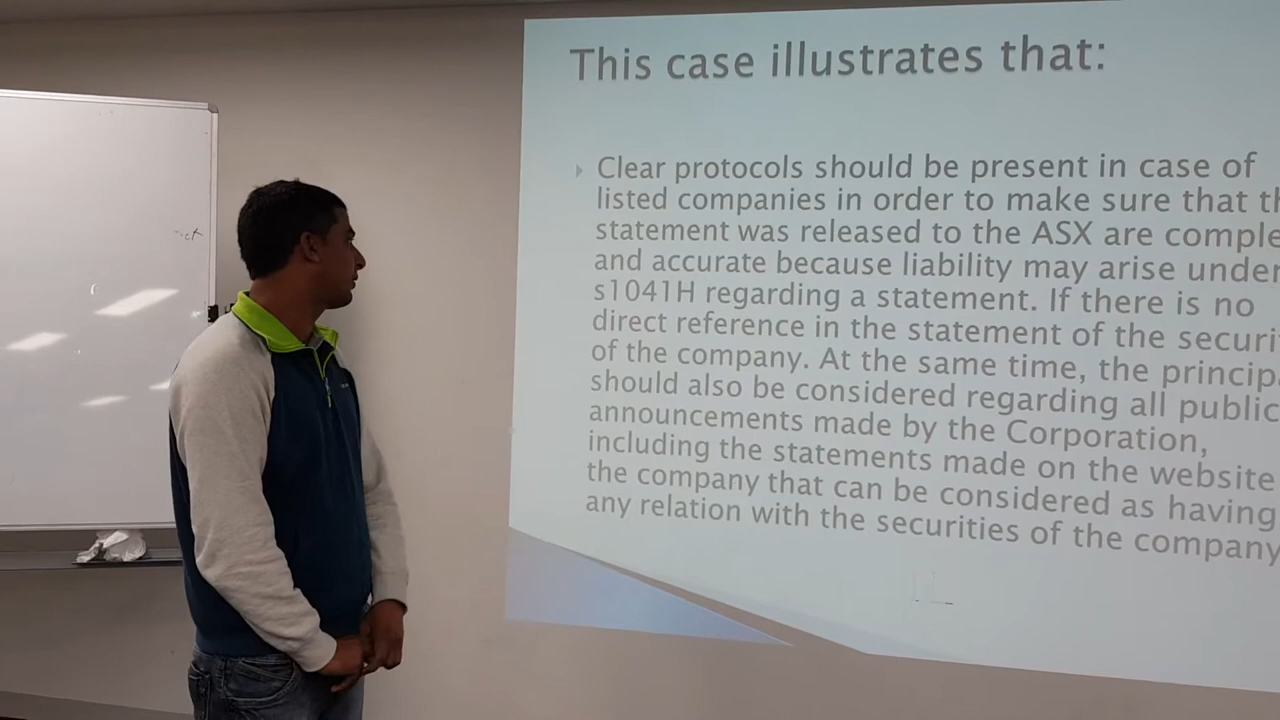 This case illustrates that:
Clear protocols should be present in case of
listed companies in order to make sure that th
statement was released to the ASX are comple
and accurate because liability may arise under
s1041H regarding a statement. If there is no
direct reference in the statement of the securi
of the company. At the same time, the princip
should also be considered regarding all public
announcements made by the Corporation,
including the statements made on the website
the company that can be considered as having
any relation with the securities of the company